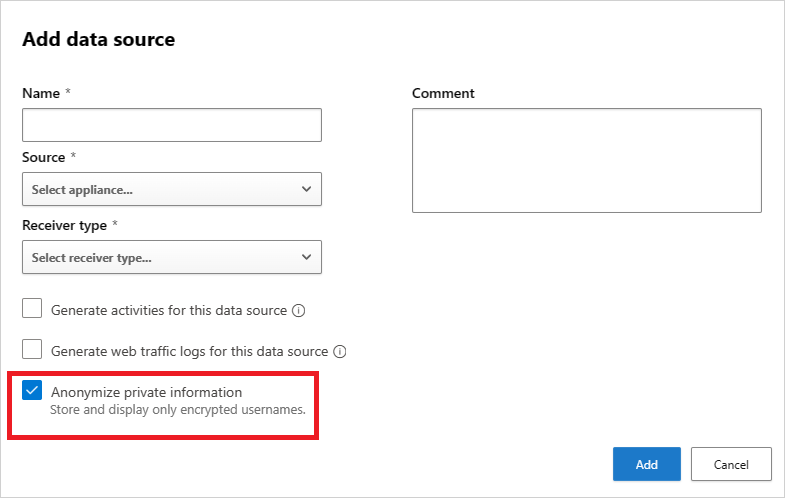 Add data source
Name *
Comment
Source *
Select appliance...
Receiver type *
Select receiver type...
Generate activities for this data source
Generate web traffic logs for this data source
Anonymize private information
Store and display only encrypted usernames.
Add
Cancel